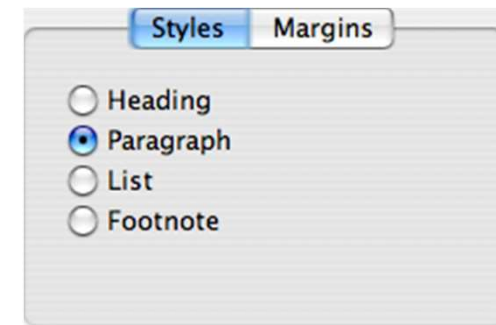 Styles Margins
Heading
Paragraph
List
Footnote